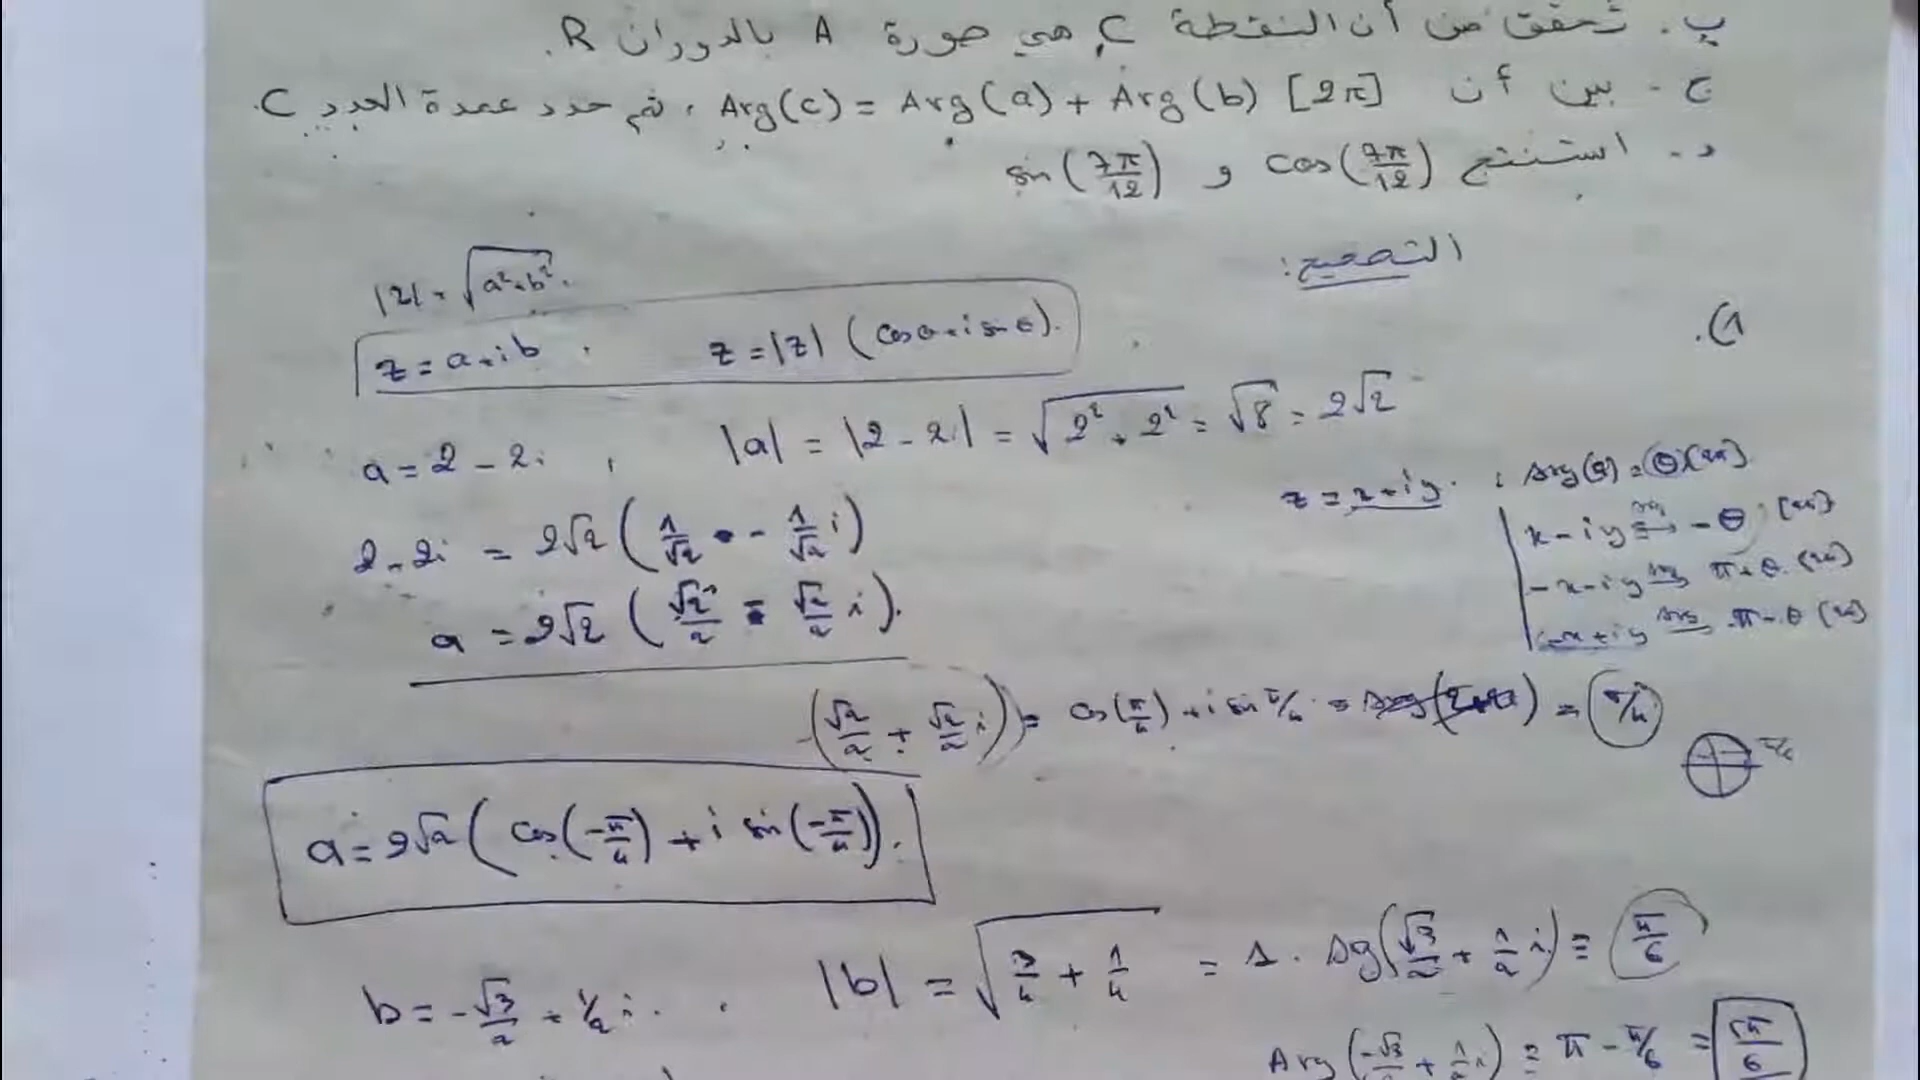 ب. تحقق من أن النقطة C هي صورة A بالدوران R.
ج - بين أن Arg(c) = Arg(a) + Arg(b) [2π] ، ثم حدد عمدة العدد C.
د- استنتج cos(7π/12) و sin(7π/12)
التصحيح:
1).
|z| = √(a²+b²).
z = a+ib . z = |z| (cos θ + i sin θ).
a = 2 - 2i , |a| = |2 - 2i| = √(2² + 2²) = √8 = 2√2
z = x+iy. : Arg(z) = θ [2π]
x - iy Arg → -θ [2π]
-x - iy Arg → π+θ. [2π]
-x + iy Arg → π - θ [2π]
2 - 2i = 2√2 (1/√2 - 1/√2 i)
a = 2√2 (√2/2 - √2/2 i).
(√2/2 + √2/2 i) = cos(π/4) + i sin π/4 = = π/4
a = 2√2 ( cos(-π/4) + i sin(-π/4)).
b = -√3/2 + 1/2 i. , |b| = √(3/4 + 1/4) = 1. Arg(√3/2 + 1/2 i) ≡ π/6
Arg(-√3/2 + 1/2 i) ≡ π - π/6 = 5π/6